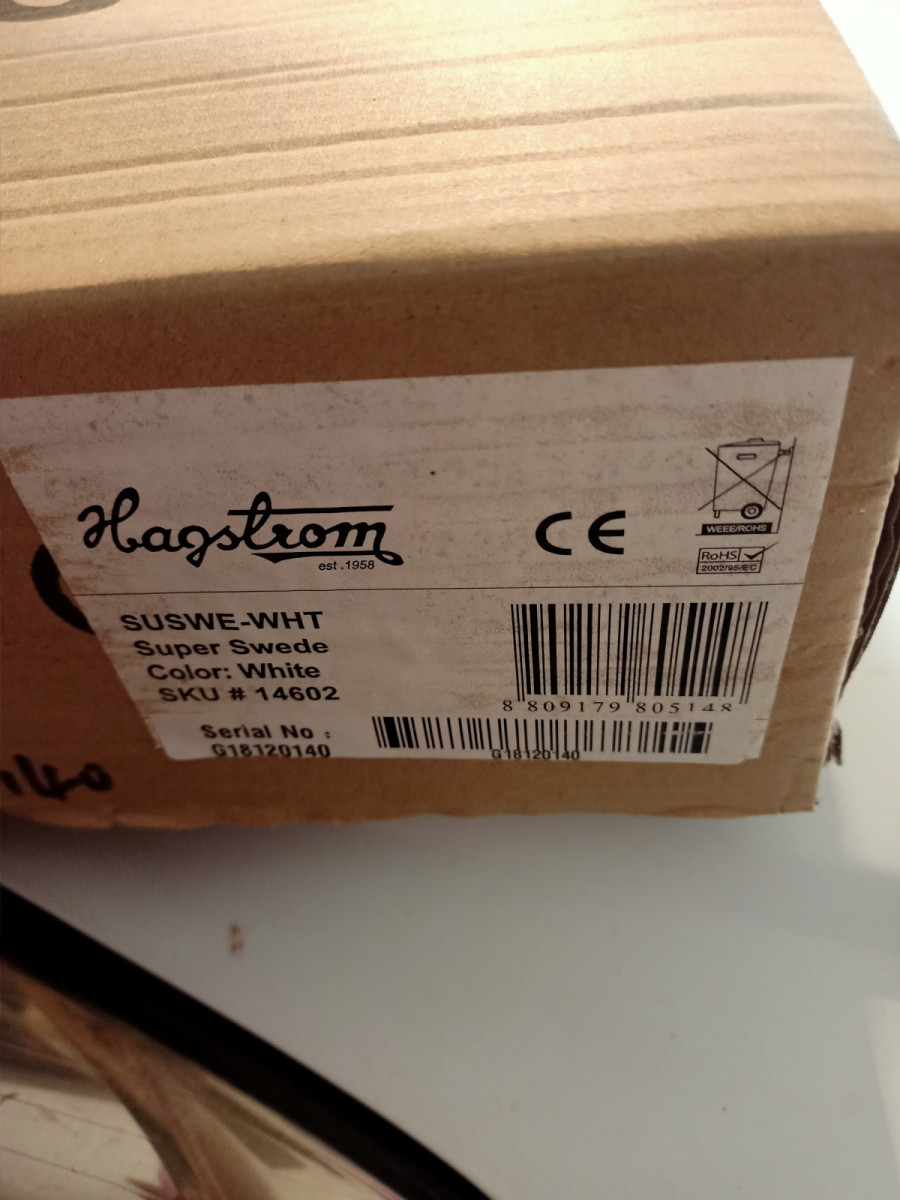 Hagstrom
est .1958
CE
WEEE/ROHS
RoHS
2002/95/EC
SUSWE-WHT
Super Swede
Color: White
SKU # 14602
8 809179 805148
Serial No :
G18120140
G18120140
140